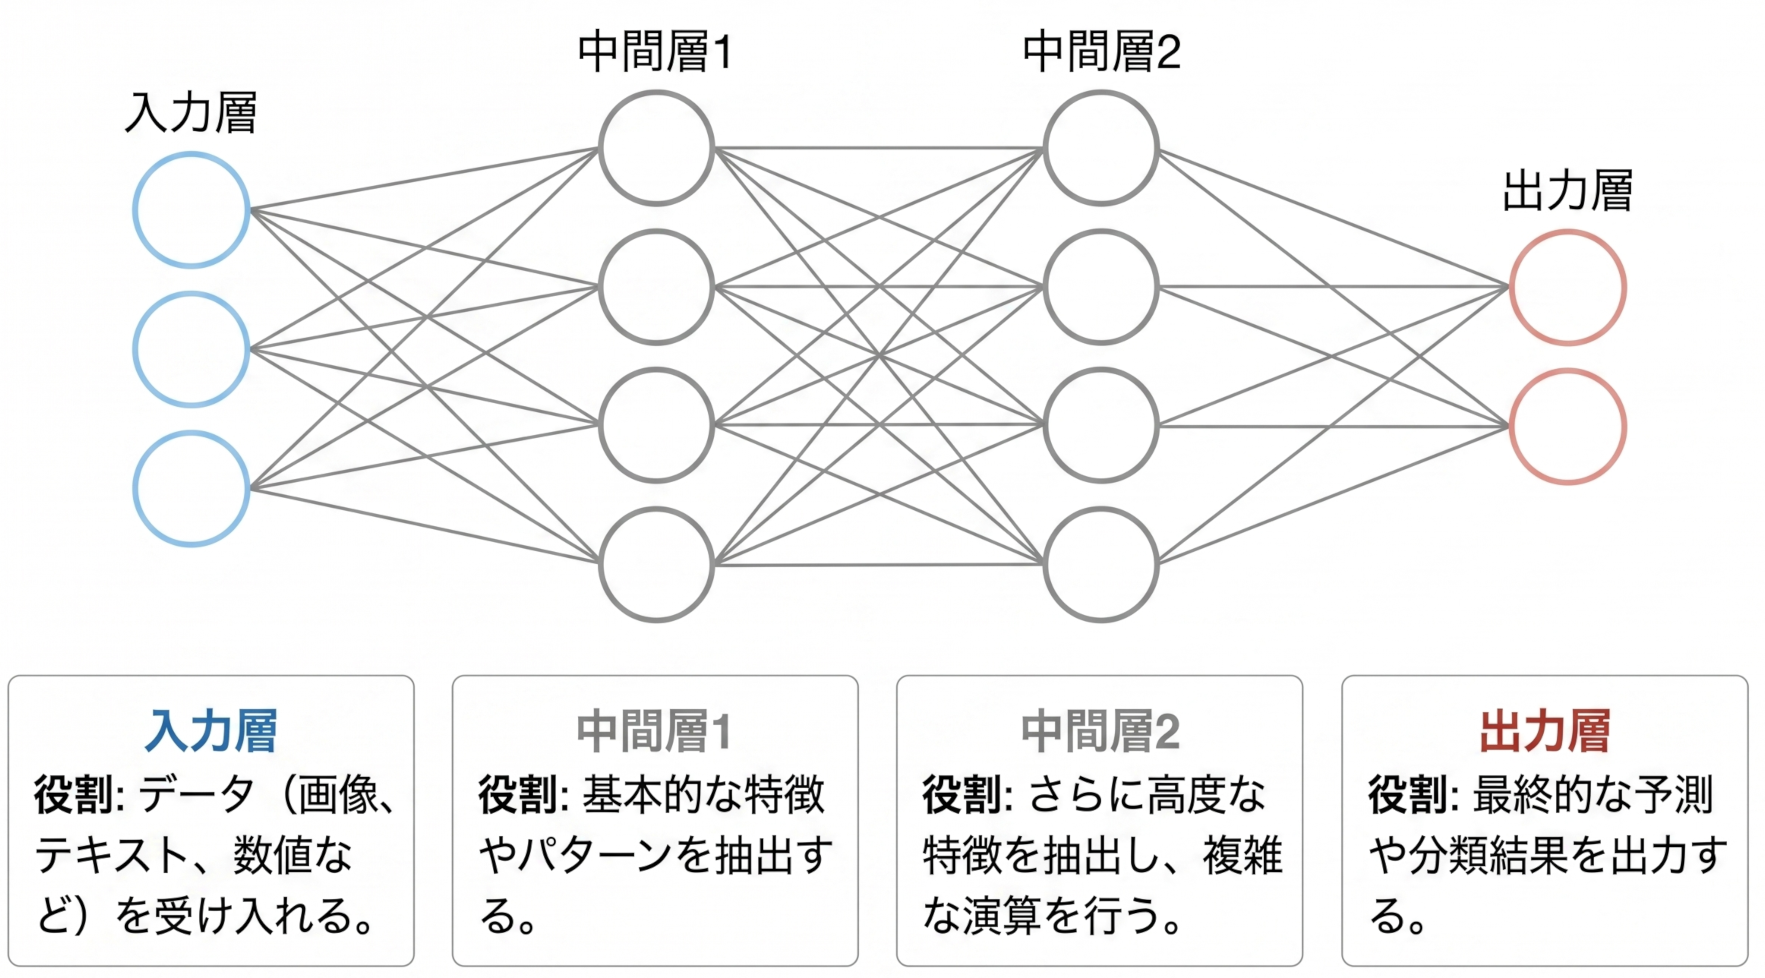 中間層1
中間層2
入力層
出力層
入力層
役割: データ（画像、
テキスト、数値な
ど）を受け入れる。
中間層1
役割: 基本的な特徴
やパターンを抽出す
る。
中間層2
役割: さらに高度な
特徴を抽出し、複雑
な演算を行う。
出力層
役割: 最終的な予測
や分類結果を出力す
る。